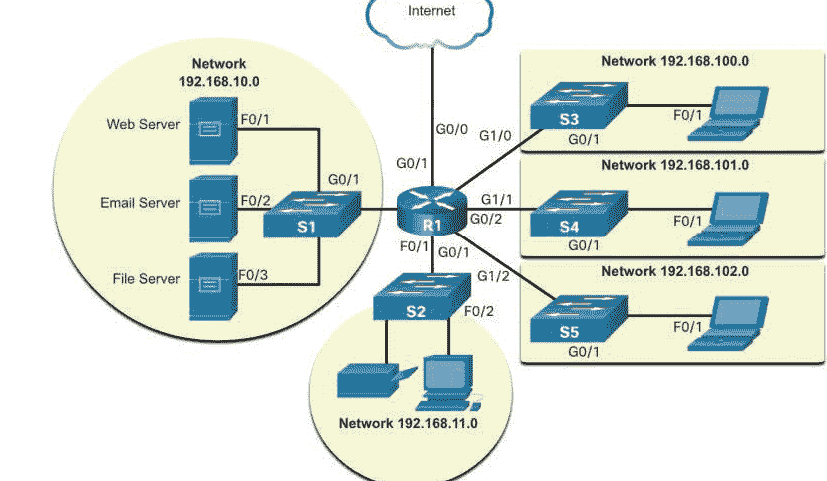 Internet
Network
192.168.10.0
Web Server
F0/1
Email Server
F0/2
File Server
F0/3
G0/1
S1
G0/0
G0/1
G1/0
R1
G1/1
G0/2
F0/1
G0/1
G1/2
S2
F0/2
Network 192.168.11.0
Network 192.168.100.0
S3
G0/1
F0/1
Network 192.168.101.0
S4
G0/1
F0/1
Network 192.168.102.0
S5
G0/1
F0/1